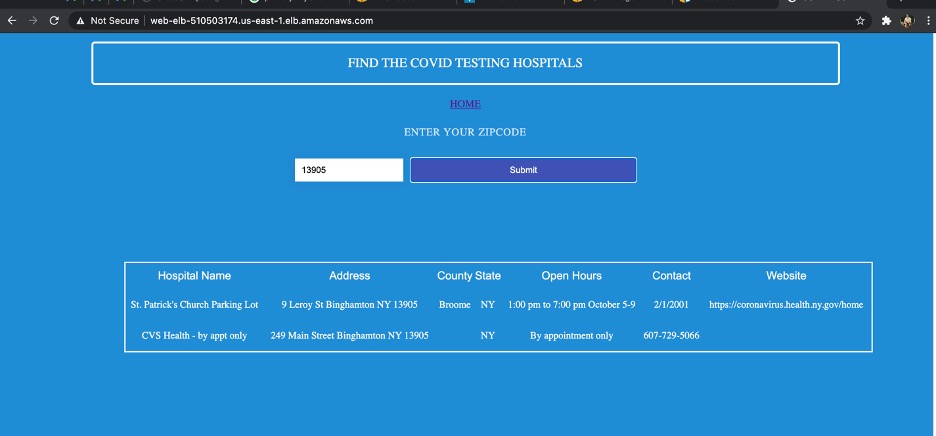 Not Secure | web-elb-510503174.us-east-1.elb.amazonaws.com
FIND THE COVID TESTING HOSPITALS
HOME
ENTER YOUR ZIPCODE
13905 Submit
Hospital Name Address County State Open Hours Contact Website
St. Patrick's Church Parking Lot 9 Leroy St Binghamton NY 13905 Broome NY 1:00 pm to 7:00 pm October 5-9 2/1/2001 https://coronavirus.health.ny.gov/home
CVS Health - by appt only 249 Main Street Binghamton NY 13905 NY By appointment only 607-729-5066